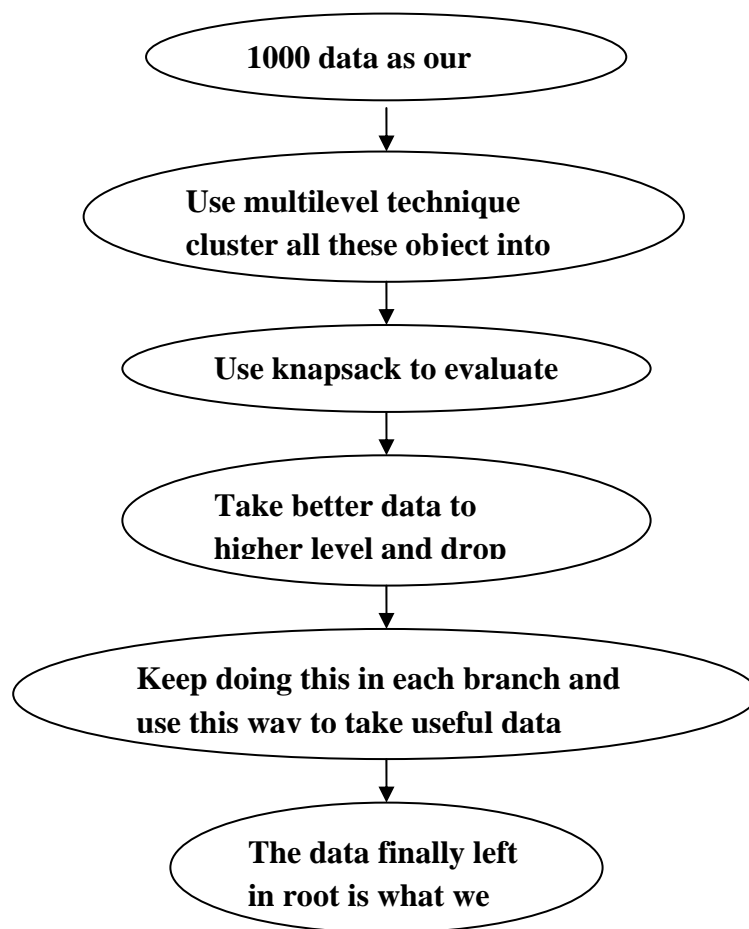 1000 data as our
Use multilevel technique
cluster all these object into
Use knapsack to evaluate
Take better data to
higher level and drop
Keep doing this in each branch and
use this way to take useful data
The data finally left
in root is what we